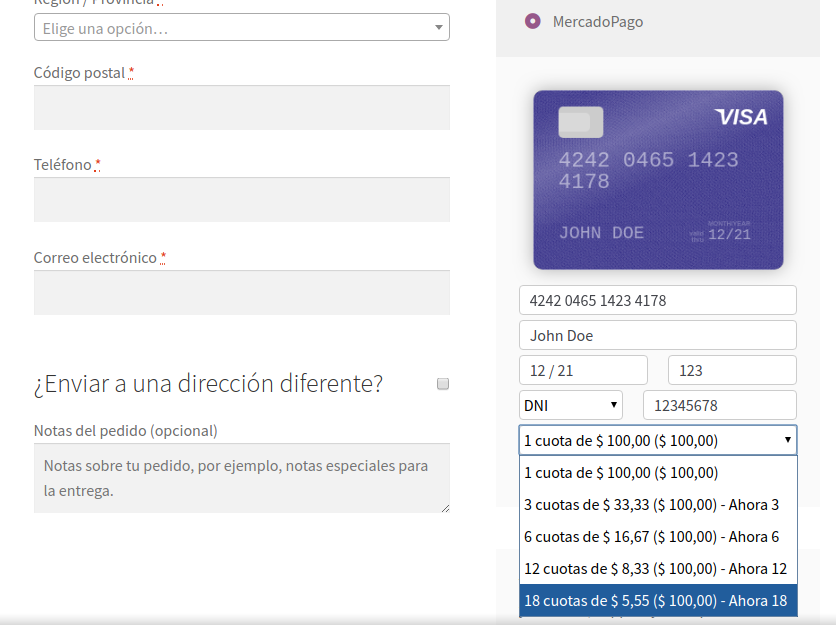 Región / Provincia *
Elige una opción…
Código postal *
Teléfono *
Correo electrónico *
¿Enviar a una dirección diferente?
Notas del pedido (opcional)
Notas sobre tu pedido, por ejemplo, notas especiales para
la entrega.
MercadoPago
VISA
4242 0465 1423
4178
JOHN DOE
MONTH/YEAR
valid
thru
12/21
4242 0465 1423 4178
John Doe
12 / 21
123
DNI
12345678
1 cuota de $ 100,00 ($ 100,00)
1 cuota de $ 100,00 ($ 100,00)
3 cuotas de $ 33,33 ($ 100,00) - Ahora 3
6 cuotas de $ 16,67 ($ 100,00) - Ahora 6
12 cuotas de $ 8,33 ($ 100,00) - Ahora 12
18 cuotas de $ 5,55 ($ 100,00) - Ahora 18